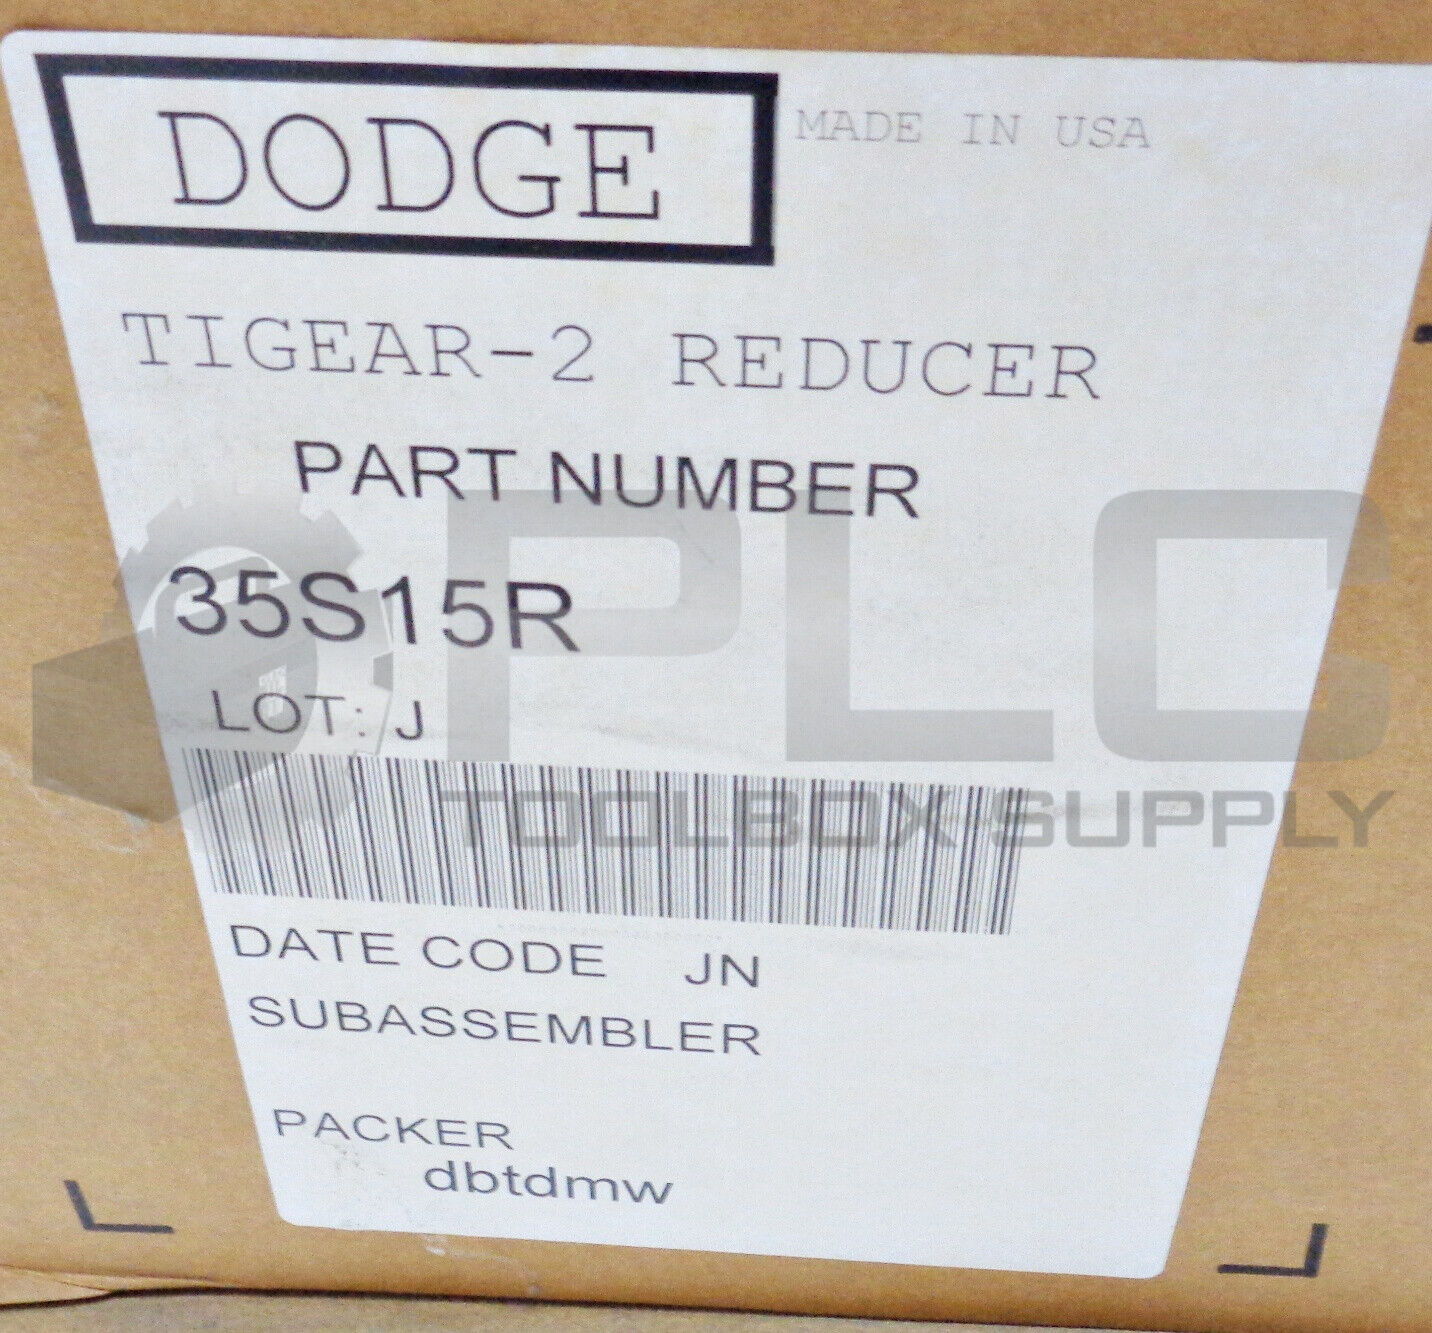 DODGE
MADE IN USA
TIGEAR-2 REDUCER
PART NUMBER
35S15R
LOT: J
DATE CODE JN
SUBASSEMBLER
PACKER
dbtdmw
PLC
TOOLBOX SUPPLY